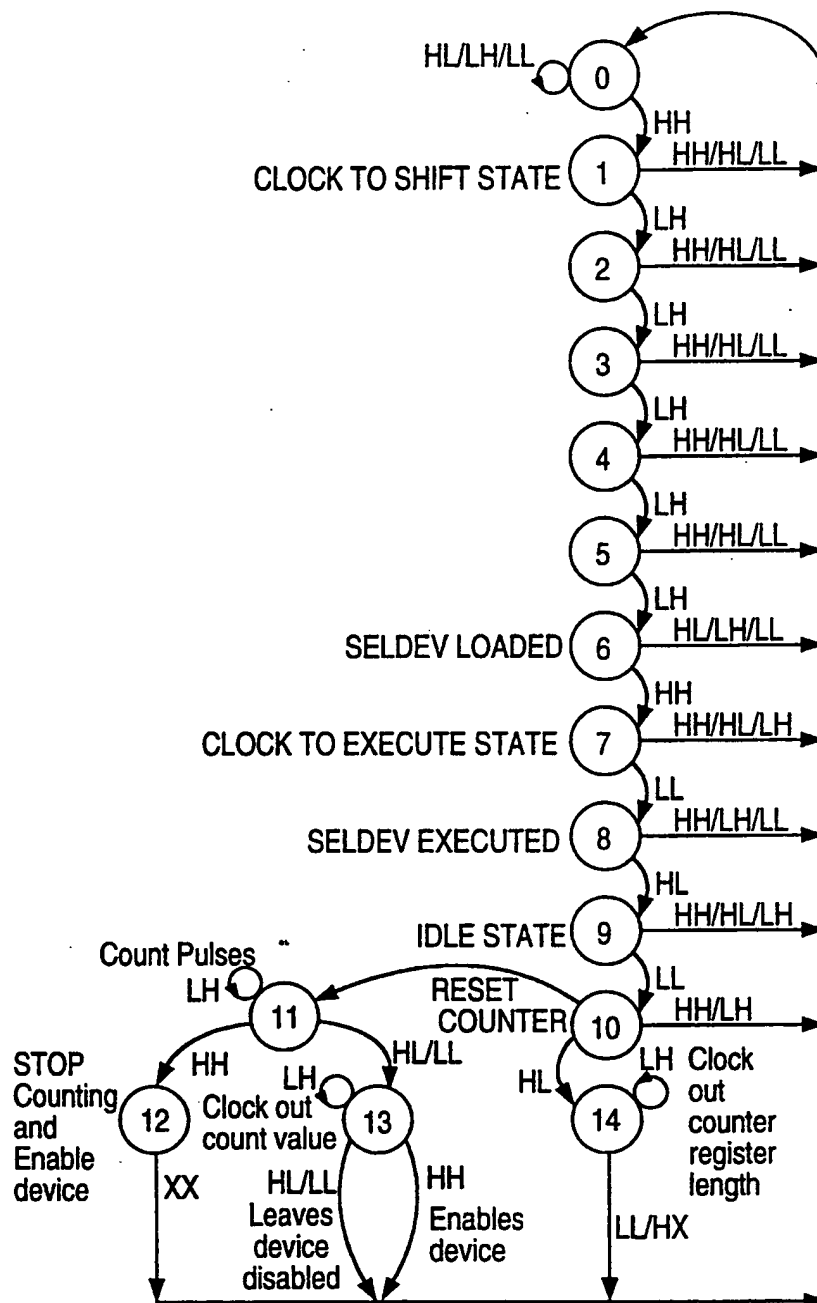 HL/LH/LL
0
HH
CLOCK TO SHIFT STATE
1
HH/HL/LL
LH
2
HH/HL/LL
LH
3
HH/HL/LL
LH
4
HH/HL/LL
LH
5
HH/HL/LL
LH
SELDEV LOADED
6
HL/LH/LL
HH
CLOCK TO EXECUTE STATE
7
HH/HL/LH
LL
SELDEV EXECUTED
8
HH/LH/LL
HL
IDLE STATE
9
HH/HL/LH
LL
Count Pulses
LH
11
RESET
COUNTER
10
HH/LH
HH
HL/LL
HL
LH
STOP
Counting
and
Enable
device
12
LH
Clock out
count value
13
14
Clock
out
counter
register
length
XX
HL/LL
Leaves
device
disabled
HH
Enables
device
LL/HX